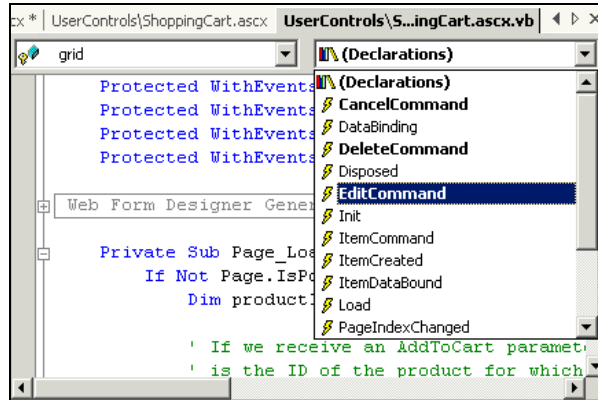 cx * UserControls\ShoppingCart.ascx UserControls\S...ingCart.ascx.vb
grid (Declarations)
(Declarations)
CancelCommand
DataBinding
DeleteCommand
Disposed
EditCommand
Init
ItemCommand
ItemCreated
ItemDataBound
Load
PageIndexChanged
Protected WithEvents
Protected WithEvents
Protected WithEvents
Protected WithEvents
Web Form Designer Gener
Private Sub Page_Loa
If Not Page.IsPo
Dim productI
' If we receive an AddToCart paramet
' is the ID of the product for which